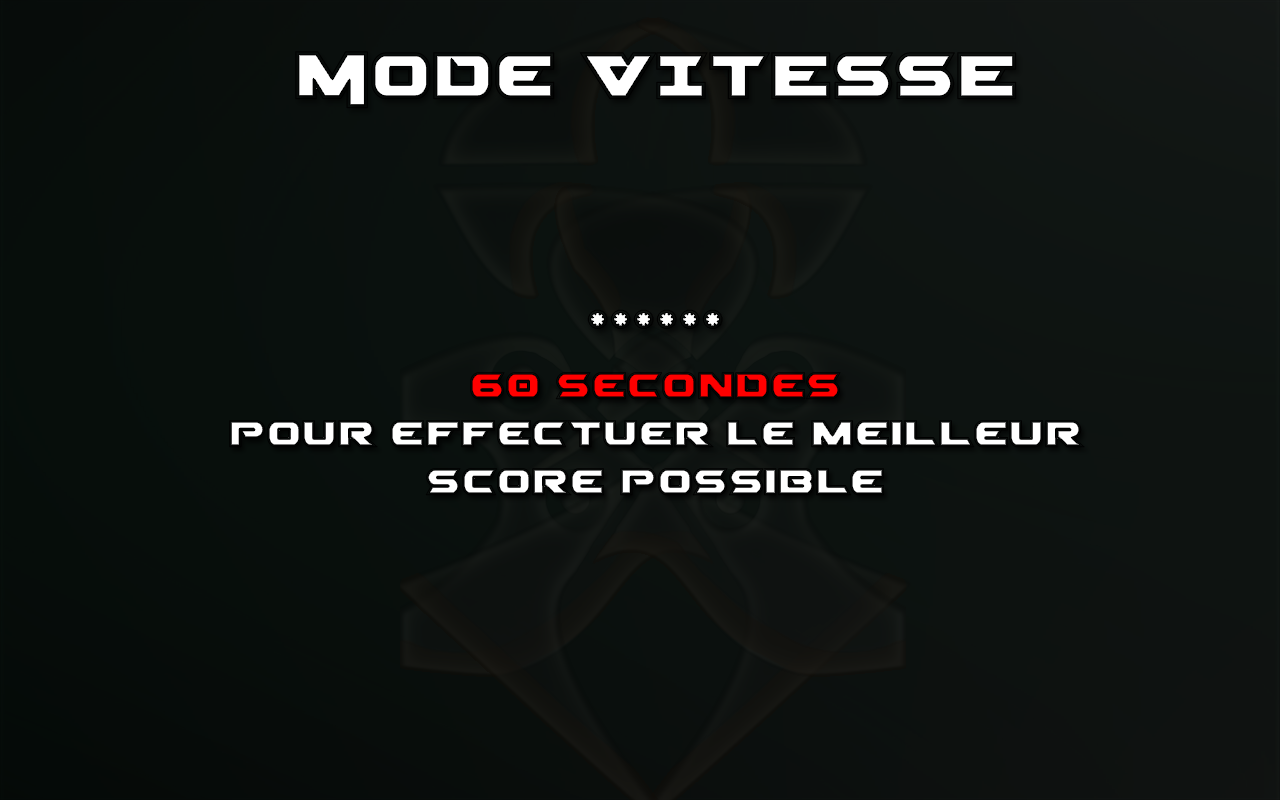 MODE VITESSE
******
60 SECONDES
POUR EFFECTUER LE MEILLEUR
SCORE POSSIBLE